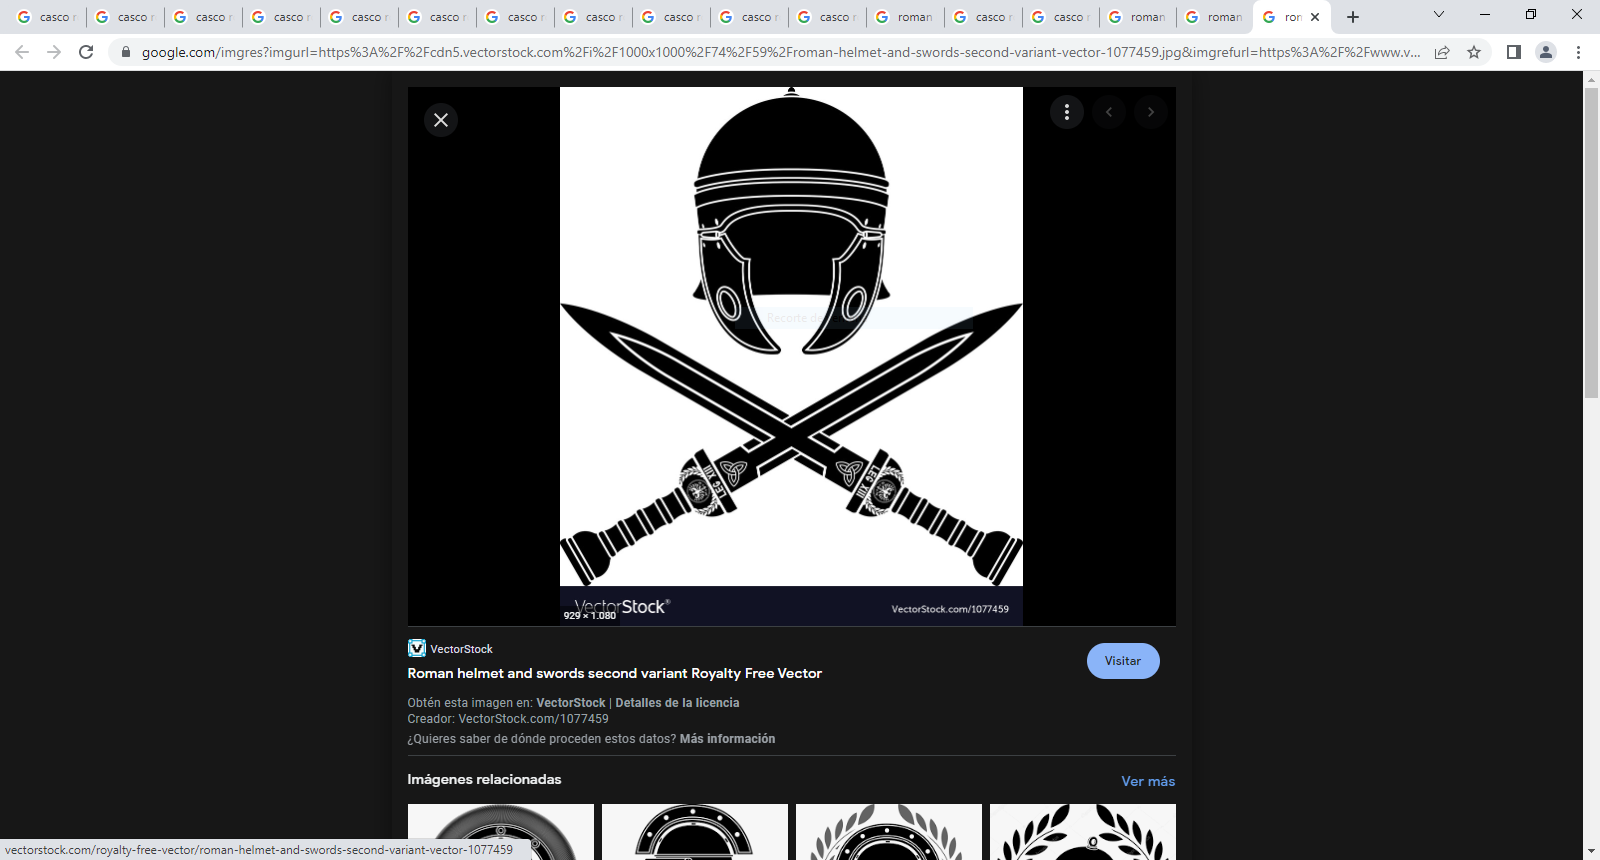 casco r
casco r
casco r
casco r
casco r
casco r
casco r
casco r
casco r
casco r
casco r
roman
casco r
casco r
roman
roman
ron
google.com/imgres?imgurl=https%3A%2F%2Fcdn5.vectorstock.com%2Fi%2F1000x1000%2F74%2F59%2Froman-helmet-and-swords-second-variant-vector-1077459.jpg&imgrefurl=https%3A%2F%2Fwww.v...
Recorte d
LEG XII
LEG XII
VectorStock®
VectorStock.com/1077459
929 × 1.080
VectorStock
Visitar
Roman helmet and swords second variant Royalty Free Vector
Obtén esta imagen en: VectorStock | Detalles de la licencia
Creador: VectorStock.com/1077459
¿Quieres saber de dónde proceden estos datos? Más información
Imágenes relacionadas
Ver más
vectorstock.com/royalty-free-vector/roman-helmet-and-swords-second-variant-vector-1077459